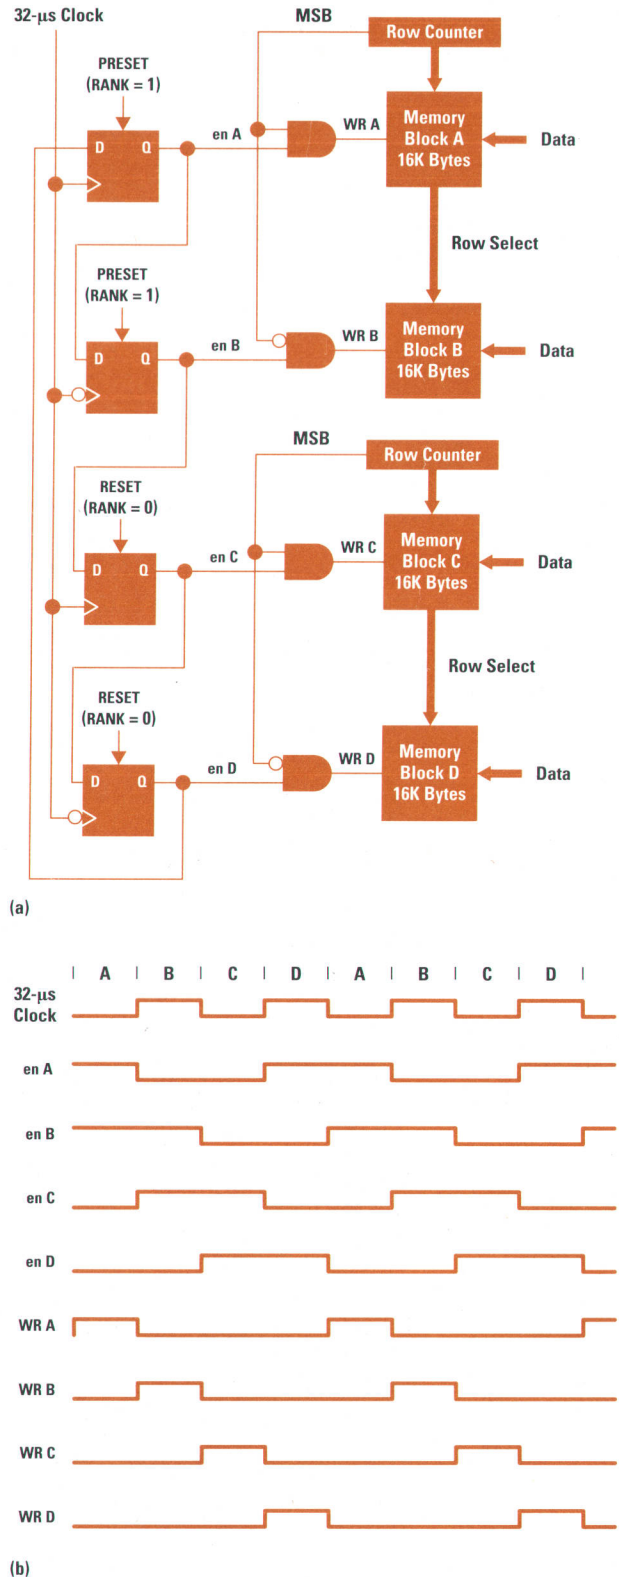 32-μs Clock
MSB
Row Counter
PRESET
(RANK = 1)
D Q
en A
WR A
Memory
Block A
16K Bytes
Data
Row Select
PRESET
(RANK = 1)
D Q
en B
WR B
Memory
Block B
16K Bytes
Data
MSB
Row Counter
RESET
(RANK = 0)
D Q
en C
WR C
Memory
Block C
16K Bytes
Data
Row Select
RESET
(RANK = 0)
D Q
en D
WR D
Memory
Block D
16K Bytes
Data
(a)
A B C D A B C D
32-μs
Clock
en A
en B
en C
en D
WR A
WR B
WR C
WR D
(b)